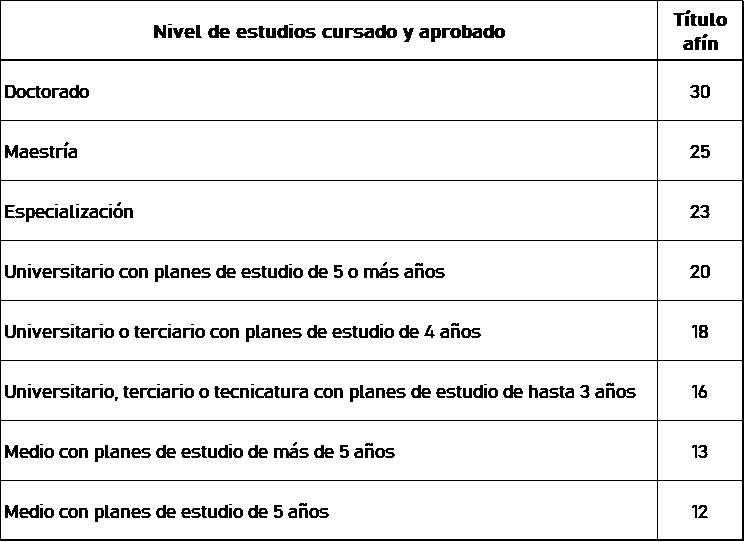 Nivel de estudios cursado y aprobado
Título
afín
Doctorado 30
Maestría 25
Especialización 23
Universitario con planes de estudio de 5 o más años 20
Universitario o terciario con planes de estudio de 4 años 18
Universitario, terciario o tecnicatura con planes de estudio de hasta 3 años 16
Medio con planes de estudio de más de 5 años 13
Medio con planes de estudio de 5 años 12